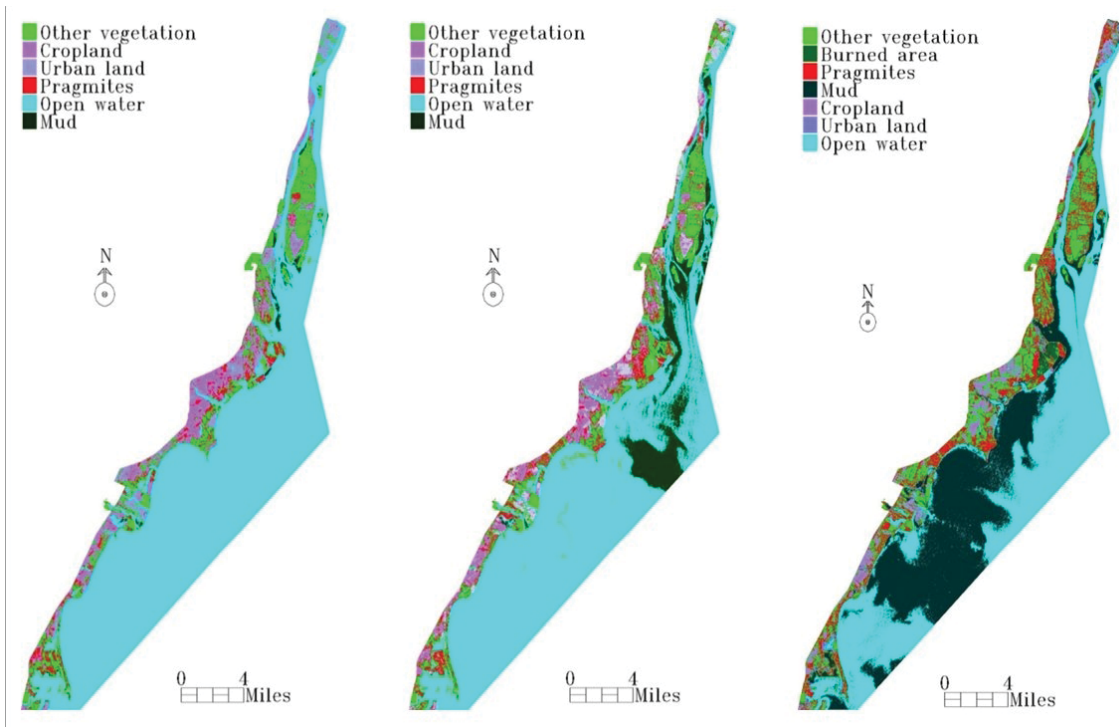 Other vegetation
Cropland
Urban land
Pragmites
Open water
Mud
N
0 4
Miles
Other vegetation
Cropland
Urban land
Pragmites
Open water
Mud
N
0 4
Miles
Other vegetation
Burned area
Pragmites
Mud
Cropland
Urban land
Open water
N
0 4
Miles